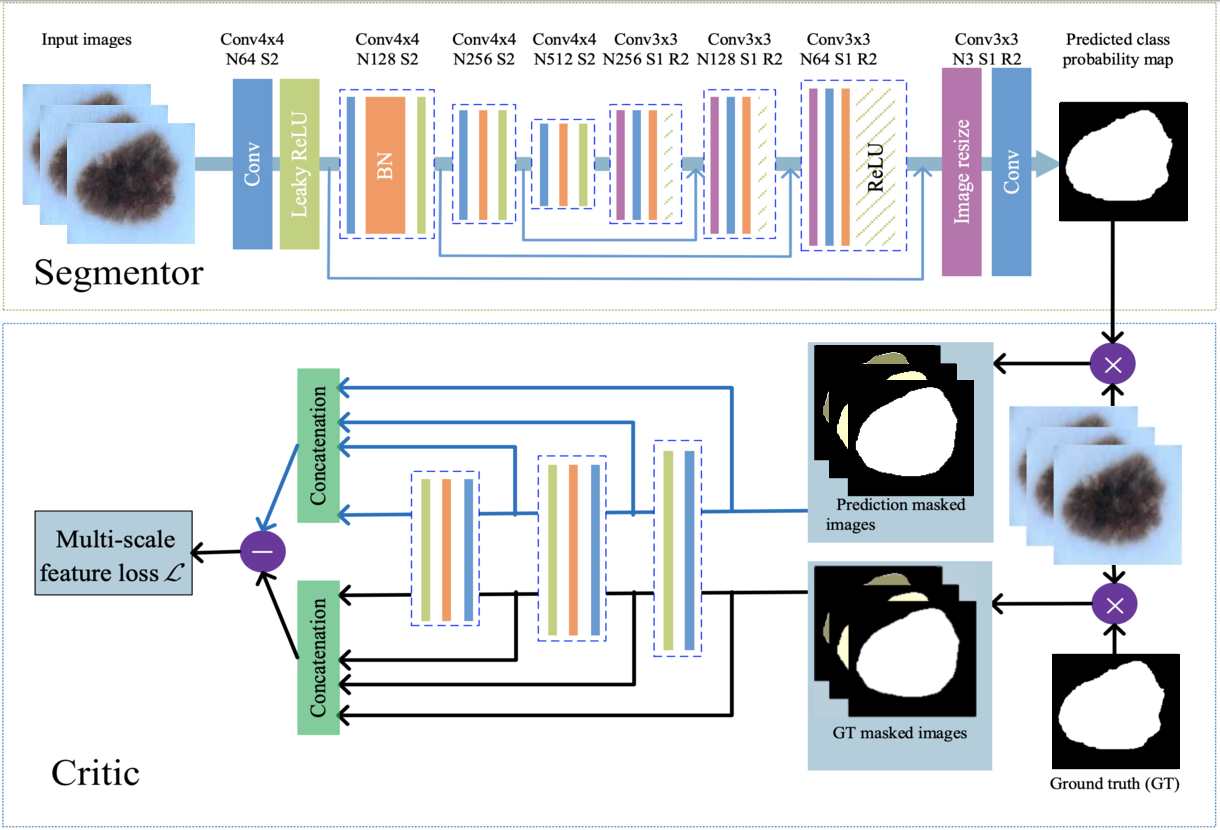 Input images
Conv4x4
N64 S2
Conv4x4
N128 S2
Conv4x4
N256 S2
Conv4x4
N512 S2
Conv3x3
N256 S1 R2
Conv3x3
N128 S1 R2
Conv3x3
N64 S1 R2
Conv3x3
N3 S1 R2
Predicted class
probability map
Conv
Leaky ReLU
BN
ReLU
Image resize
Conv
Segmentor
×
Concatenation
Prediction masked
images
Multi-scale
feature loss ℒ
—
×
Concatenation
GT masked images
Ground truth (GT)
Critic